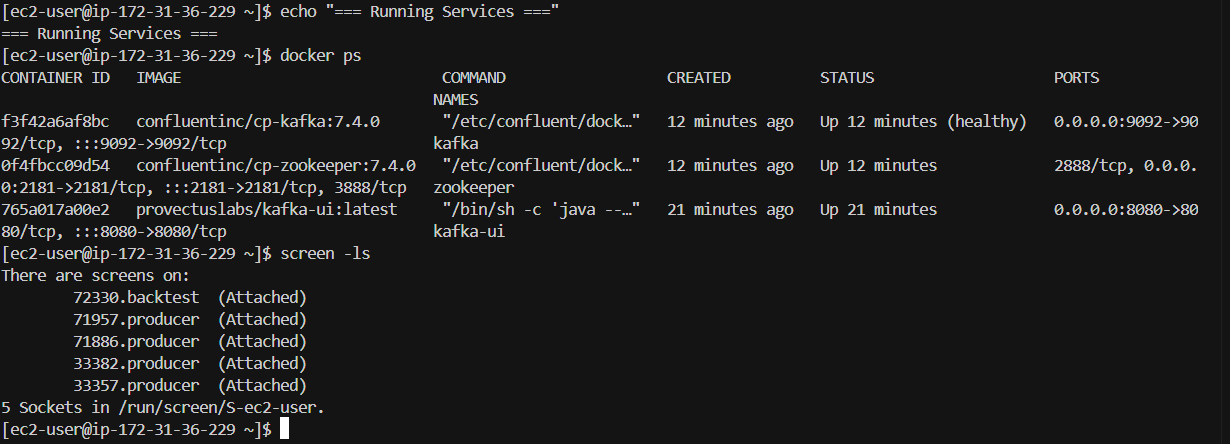 [ec2-user@ip-172-31-36-229 ~]$ echo "=== Running Services ==="
=== Running Services ===
[ec2-user@ip-172-31-36-229 ~]$ docker ps
CONTAINER ID   IMAGE                             COMMAND                  CREATED          STATUS                    PORTS
                                                NAMES
f3f42a6af8bc   confluentinc/cp-kafka:7.4.0       "/etc/confluent/dock…"   12 minutes ago   Up 12 minutes (healthy)   0.0.0.0:9092->90
92/tcp, :::9092->9092/tcp                       kafka
0f4fbcc09d54   confluentinc/cp-zookeeper:7.4.0   "/etc/confluent/dock…"   12 minutes ago   Up 12 minutes             2888/tcp, 0.0.0.
0:2181->2181/tcp, :::2181->2181/tcp, 3888/tcp   zookeeper
765a017a00e2   provectuslabs/kafka-ui:latest     "/bin/sh -c 'java --…"   21 minutes ago   Up 21 minutes             0.0.0.0:8080->80
80/tcp, :::8080->8080/tcp                       kafka-ui
[ec2-user@ip-172-31-36-229 ~]$ screen -ls
There are screens on:
        72330.backtest  (Attached)
        71957.producer  (Attached)
        71886.producer  (Attached)
        33382.producer  (Attached)
        33357.producer  (Attached)
5 Sockets in /run/screen/S-ec2-user.
[ec2-user@ip-172-31-36-229 ~]$